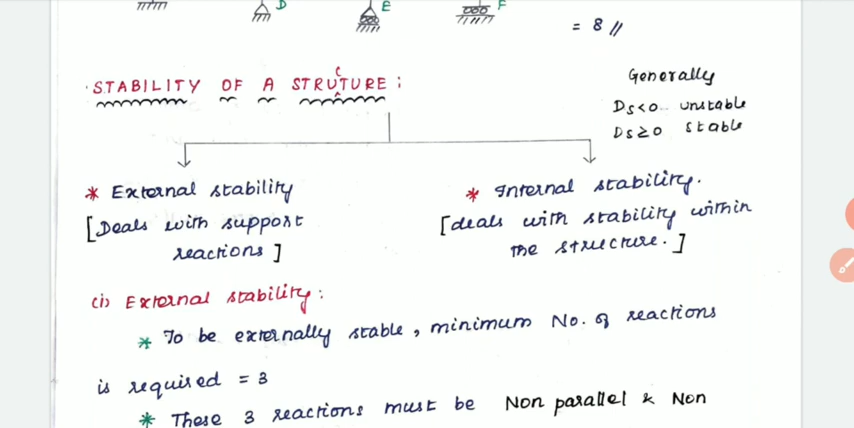 D E F
= 8 //
STABILITY OF A STRUCTURE :
Generally
Ds < 0 unstable
Ds ≥ 0 stable
* External stability
[Deals with support
reactions]
* Internal stability.
[deals with stability within
the structure.]
(i) External stability :
* To be externally stable, minimum No. of reactions
is required = 3
* These 3 reactions must be Non parallel & Non